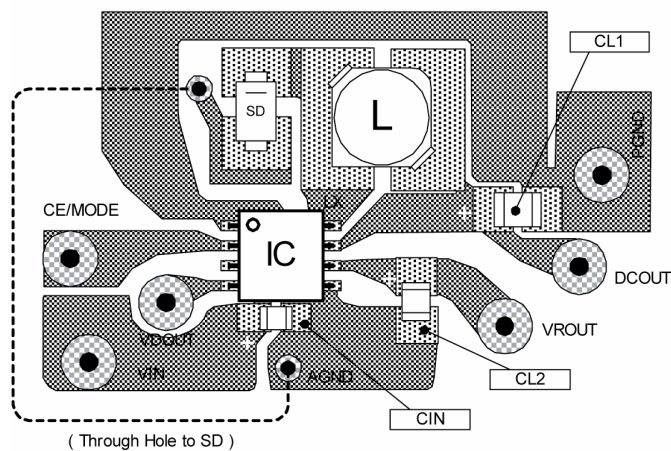 CL1
SD
L
PGND
LX
CE/MODE
IC
DCOUT
VDOUT
VROUT
VIN
AGND
CL2
CIN
( Through Hole to SD )